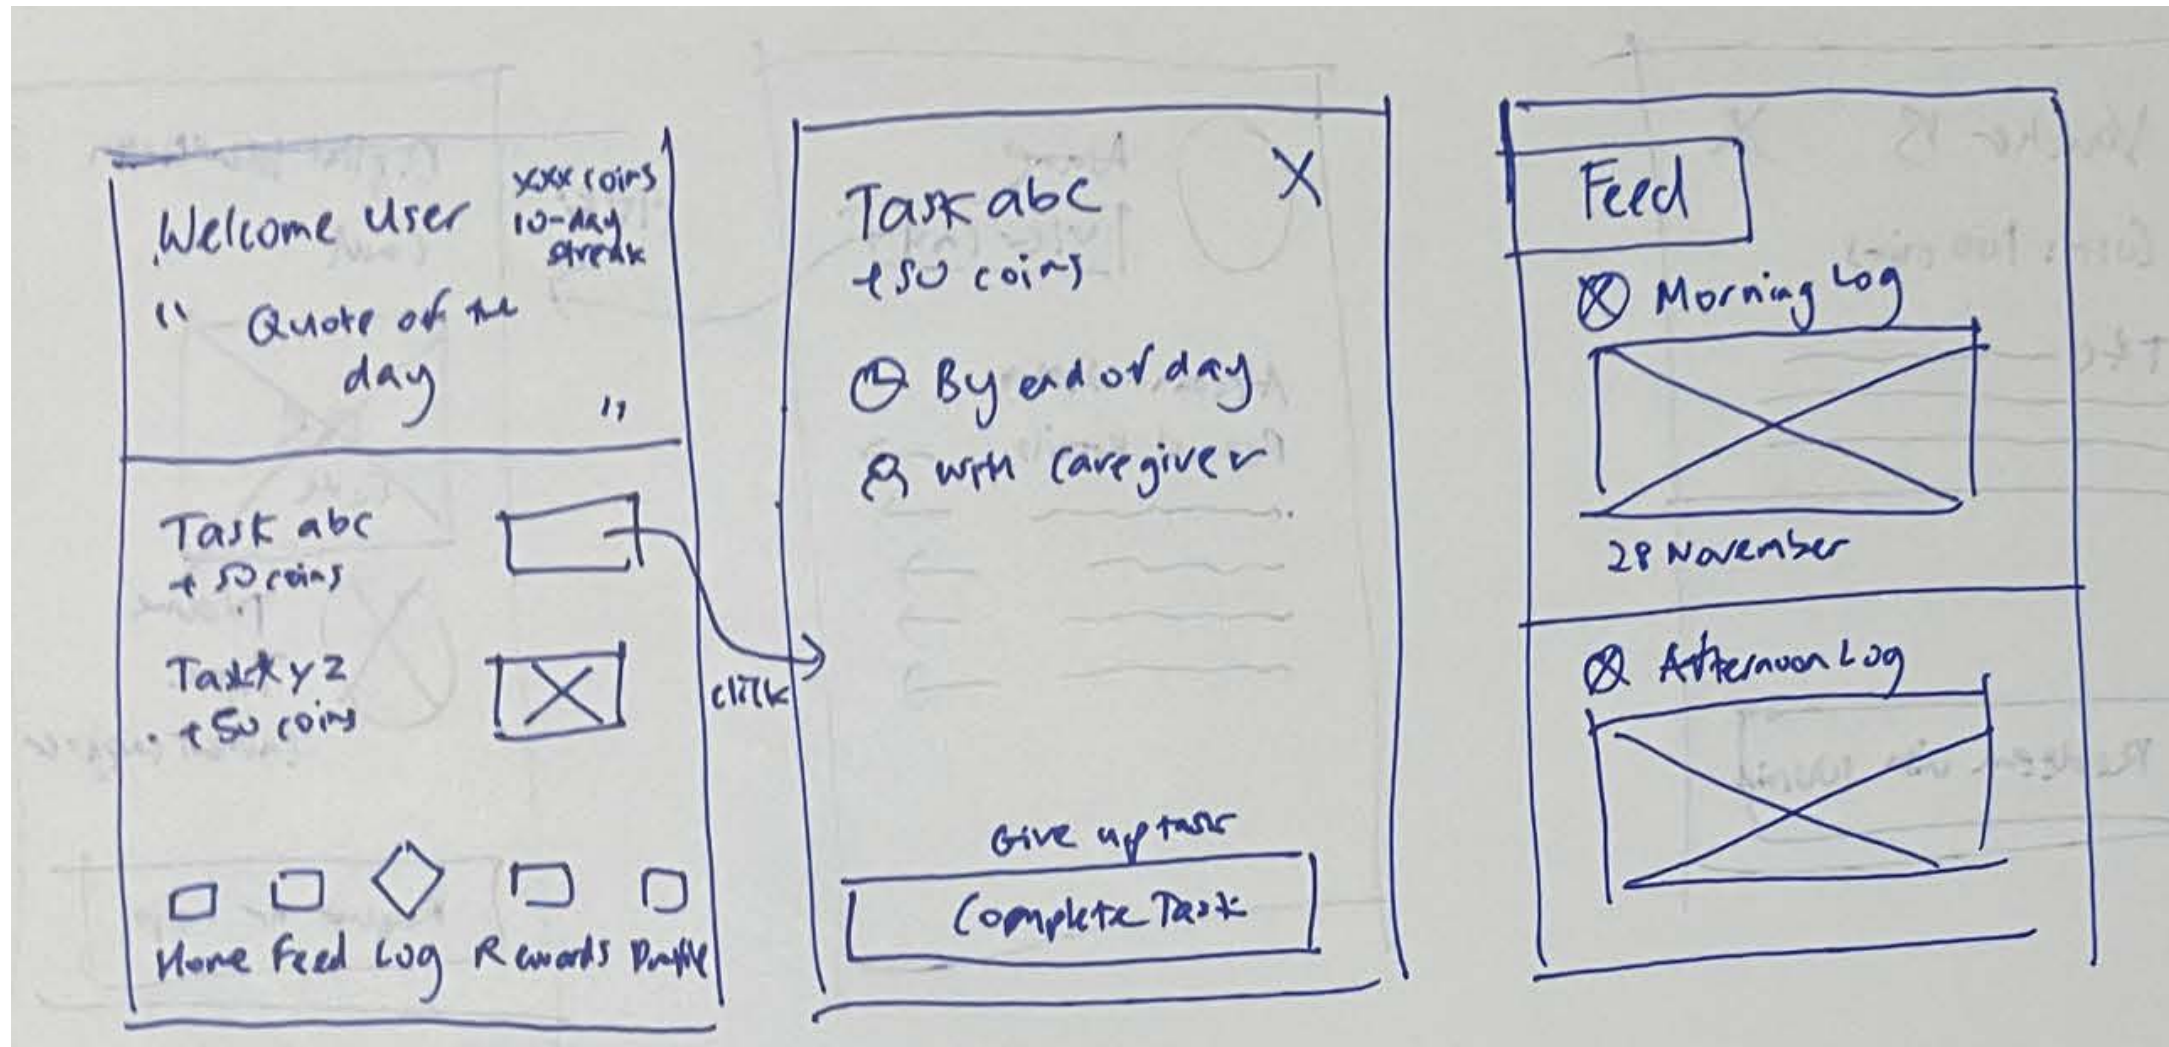 Welcome User
xxx coins
10-day
streak
" Quote of the
day "
Task abc
+ 50 coins
Task xyz
+ 50 coins
Home Feed Log Rewards Profile
click
Task abc X
+50 coins
By end of day
with caregiver
Give up task
Complete Task
Feed
Morning Log
28 November
Afternoon Log